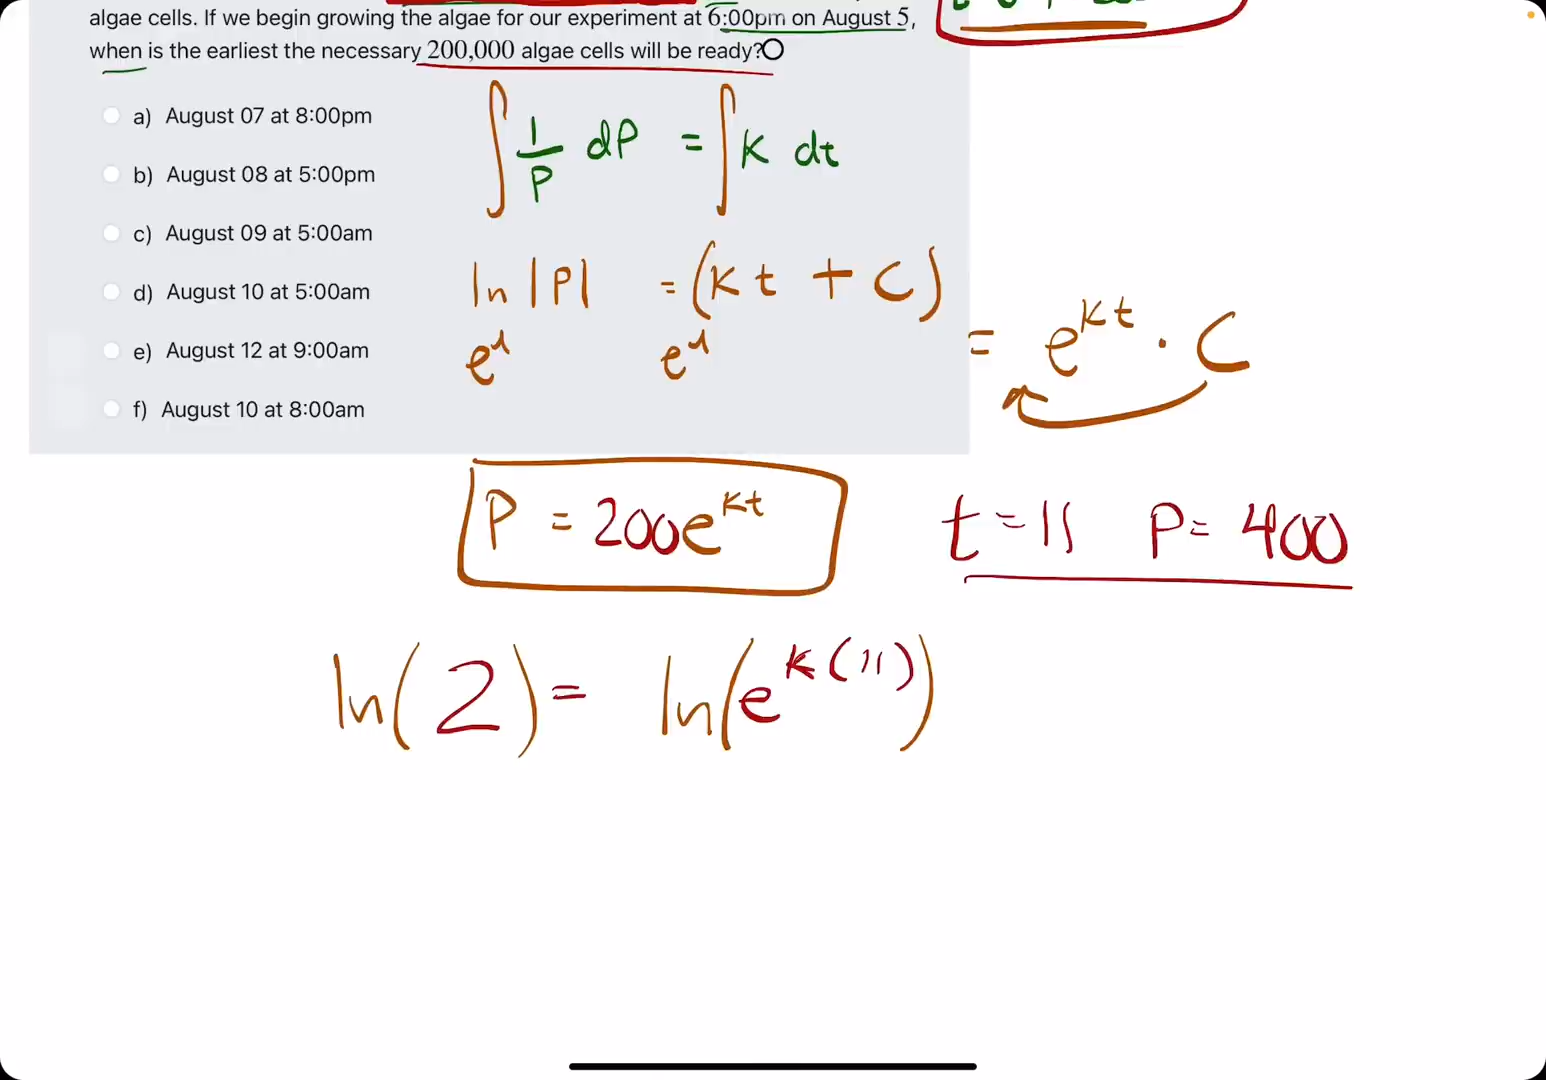 algae cells. If we begin growing the algae for our experiment at 6:00pm on August 5,
when is the earliest the necessary 200,000 algae cells will be ready?
a) August 07 at 8:00pm
b) August 08 at 5:00pm
c) August 09 at 5:00am
d) August 10 at 5:00am
e) August 12 at 9:00am
f) August 10 at 8:00am
∫ 1/P dP = ∫ K dt
ln |P| = (Kt + C)
e e = e^{Kt} · C
P = 200e^{Kt}
t = 11 P = 400
ln(2) = ln(e^{k(11)})